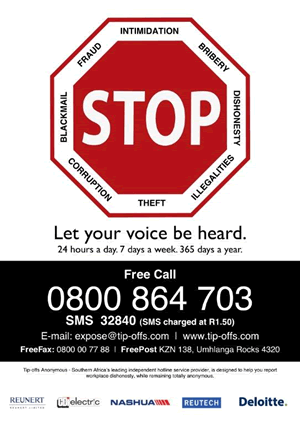 INTIMIDATION
FRAUD
BRIBERY
BLACKMAIL
STOP
DISHONESTY
CORRUPTION
ILLEGALITIES
THEFT
Let your voice be heard.
24 hours a day. 7 days a week. 365 days a year.
Free Call
0800 864 703
SMS 32840 (SMS charged at R1.50)
E-mail: expose@tip-offs.com | www.tip-offs.com
FreeFax: 0800 00 77 88 | FreePost KZN 138, Umhlanga Rocks 4320
Tip-offs Anonymous - Southern Africa's leading independent hotline service provider, is designed to help you report
workplace dishonesty, while remaining totally anonymous.
REUNERT electric NASHUA REUTECH Deloitte.
REUNERT LIMITED